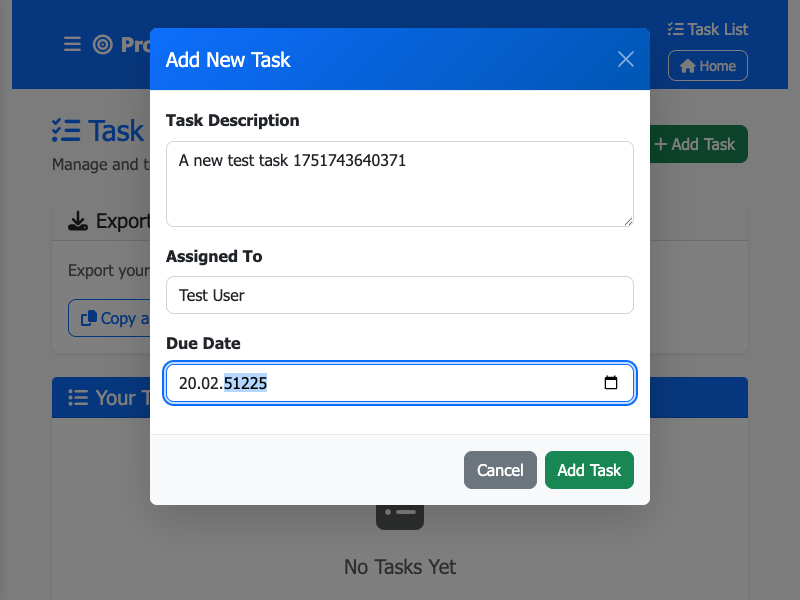 Task List
Home
Add New Task
Task
Manage and
+ Add Task
Task Description
A new test task 1751743640371
Export
Export your
Copy
Assigned To
Test User
Due Date
20.02.51225
Your
Cancel
Add Task
No Tasks Yet